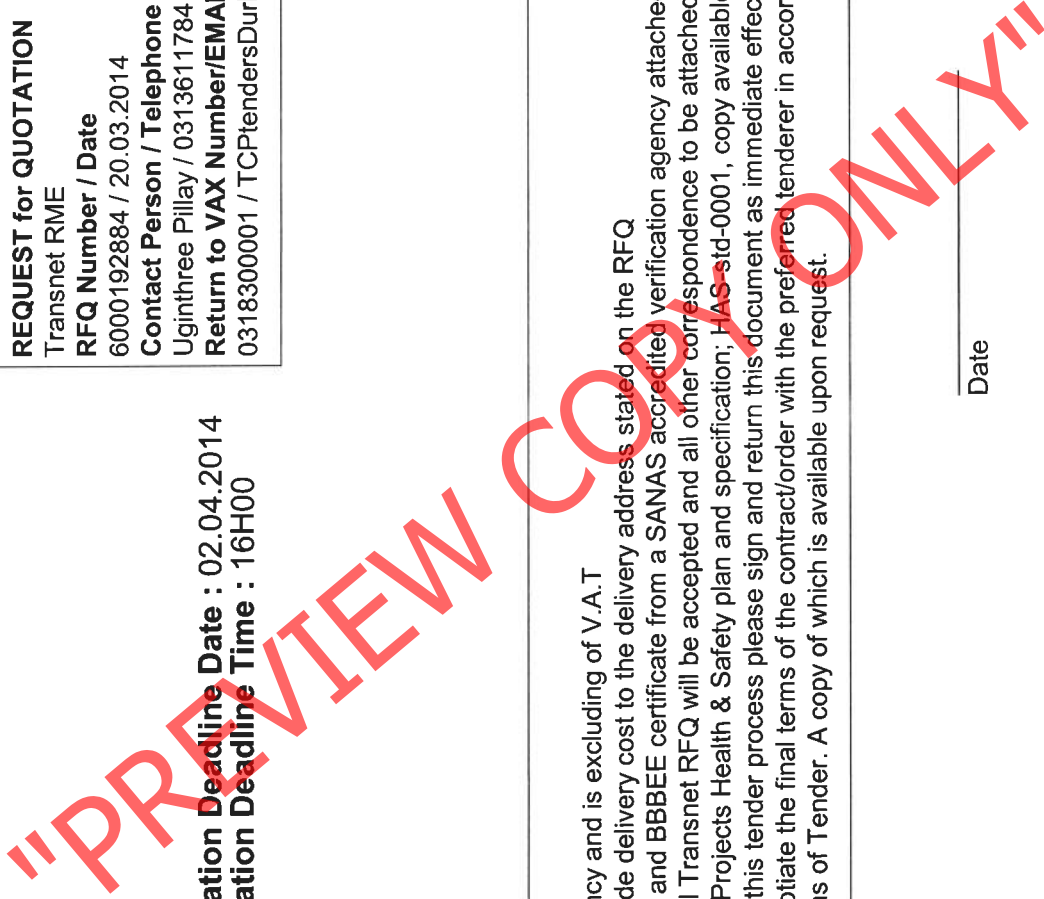 REQUEST for QUOTATION
Transnet RME
RFQ Number / Date
6000192884 / 20.03.2014
Contact Person / Telephone
Uginthree Pillay / 0313611784
Return to VAX Number/EMAI
0318300001 / TCPtendersDur
ation Deadline Date : 02.04.2014
ation Deadline Time : 16H00
ncy and is excluding of V.A.T
de delivery cost to the delivery address stated on the RFQ
and BBBEE certificate from a SANAS accredited verification agency attache
l Transnet RFQ will be accepted and all other correspondence to be attached
Projects Health & Safety plan and specification; HAS-std-0001, copy available
this tender process please sign and return this document as immediate effec
otiate the final terms of the contract/order with the preferred tenderer in accor
ns of Tender. A copy of which is available upon request.
Date
"PREVIEW COPY ONLY"